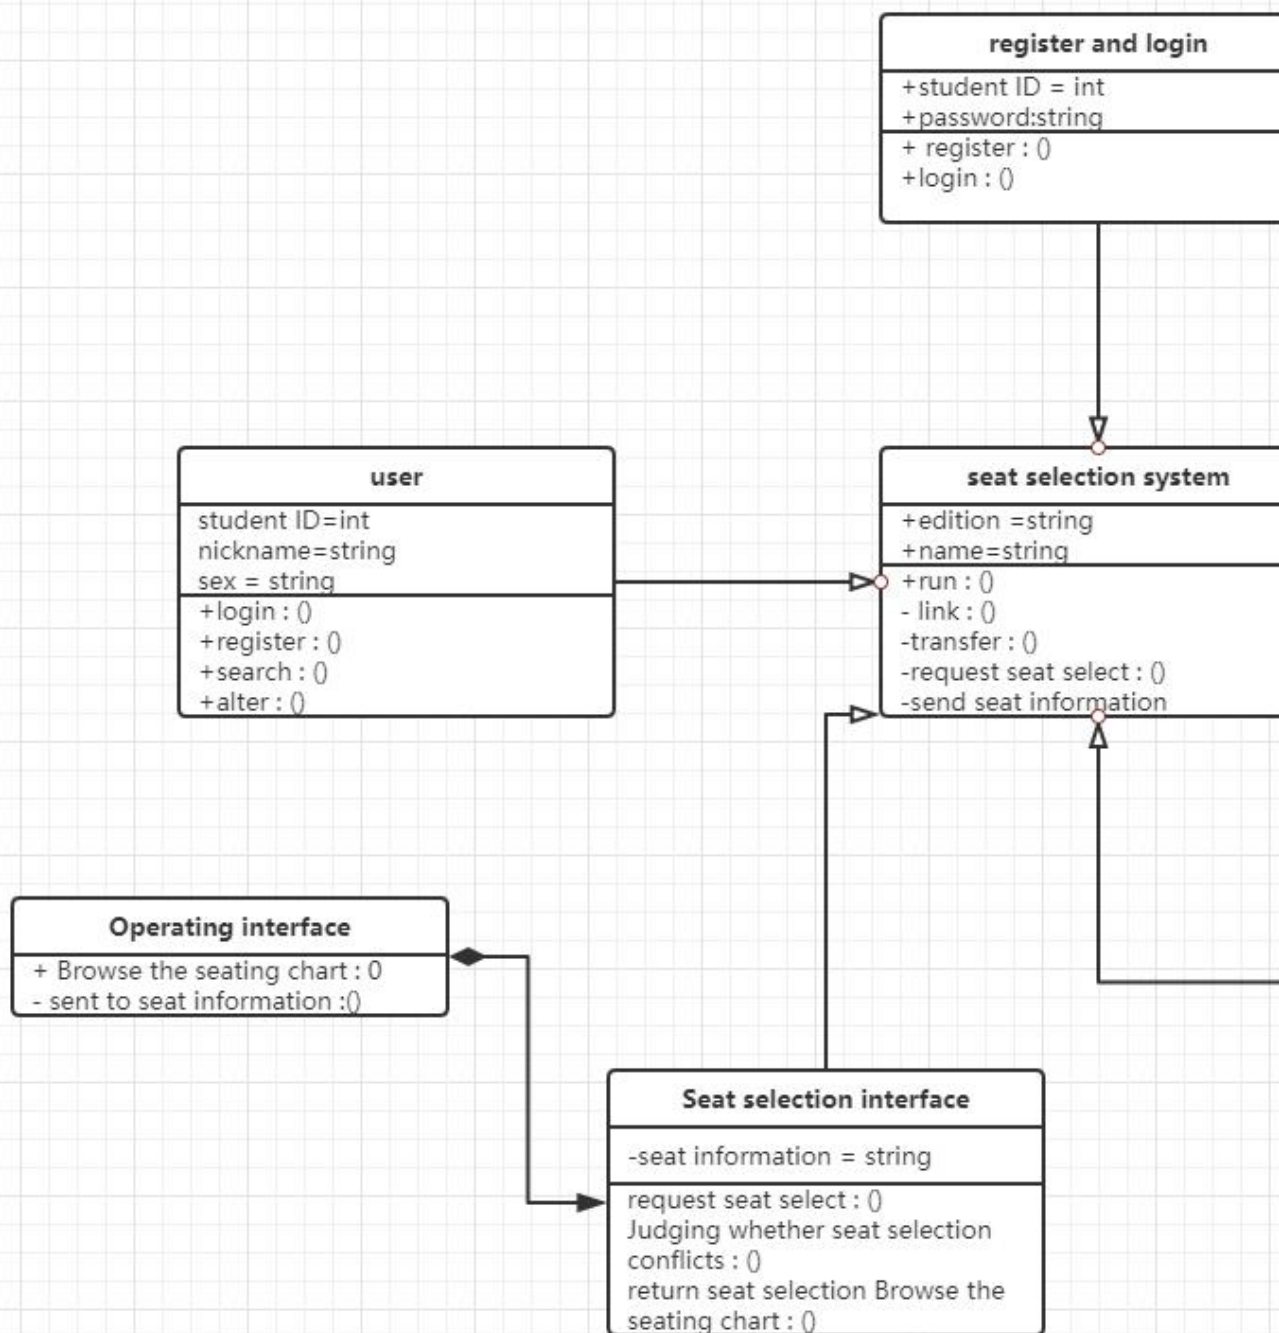 register and login
+student ID = int
+password:string
+ register : ()
+login : ()
user
student ID=int
nickname=string
sex = string
+login : ()
+register : ()
+search : ()
+alter : ()
seat selection system
+edition =string
+name=string
+run : ()
- link : ()
-transfer : ()
-request seat select : ()
-send seat information
Operating interface
+ Browse the seating chart : 0
- sent to seat information :()
Seat selection interface
-seat information = string
request seat select : ()
Judging whether seat selection
conflicts : ()
return seat selection Browse the
seating chart : ()